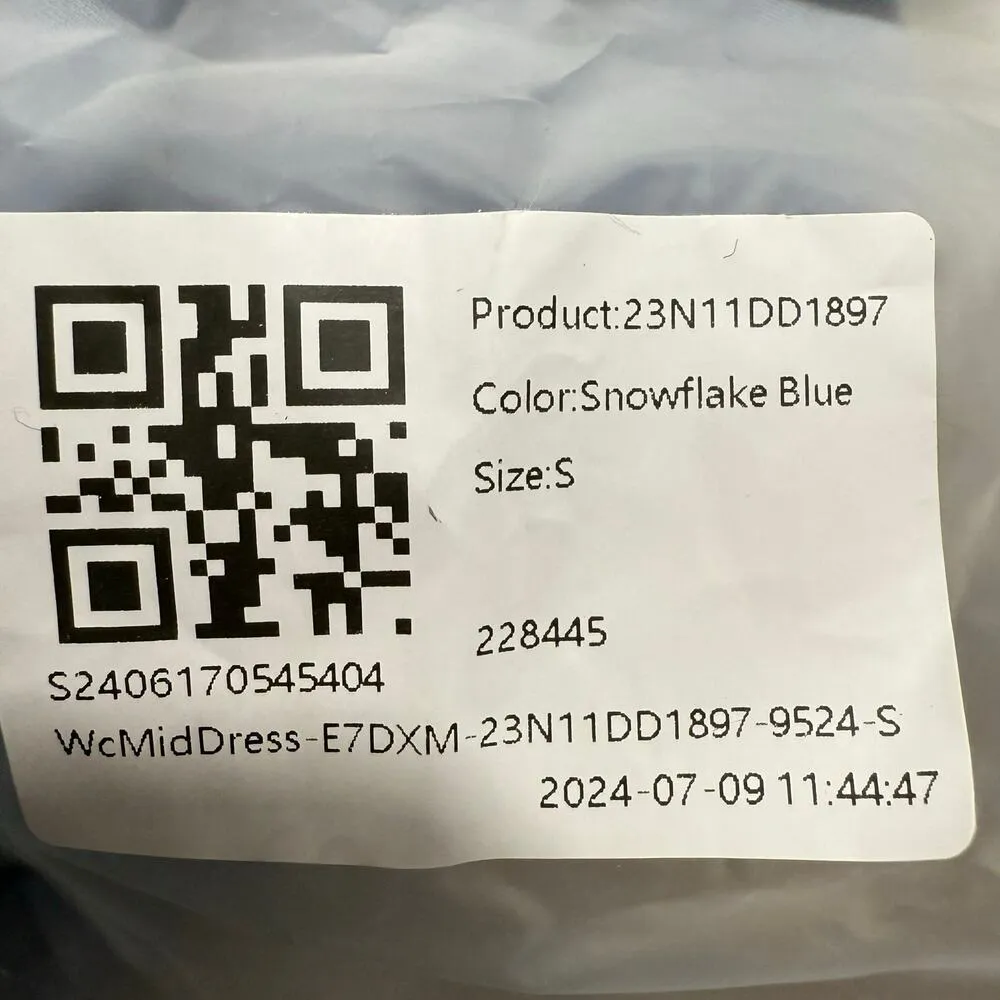 Product:23N11DD1897
Color:Snowflake Blue
Size:S
228445
S2406170545404
WcMidDress-E7DXM-23N11DD1897-9524-S
2024-07-09 11:44:47